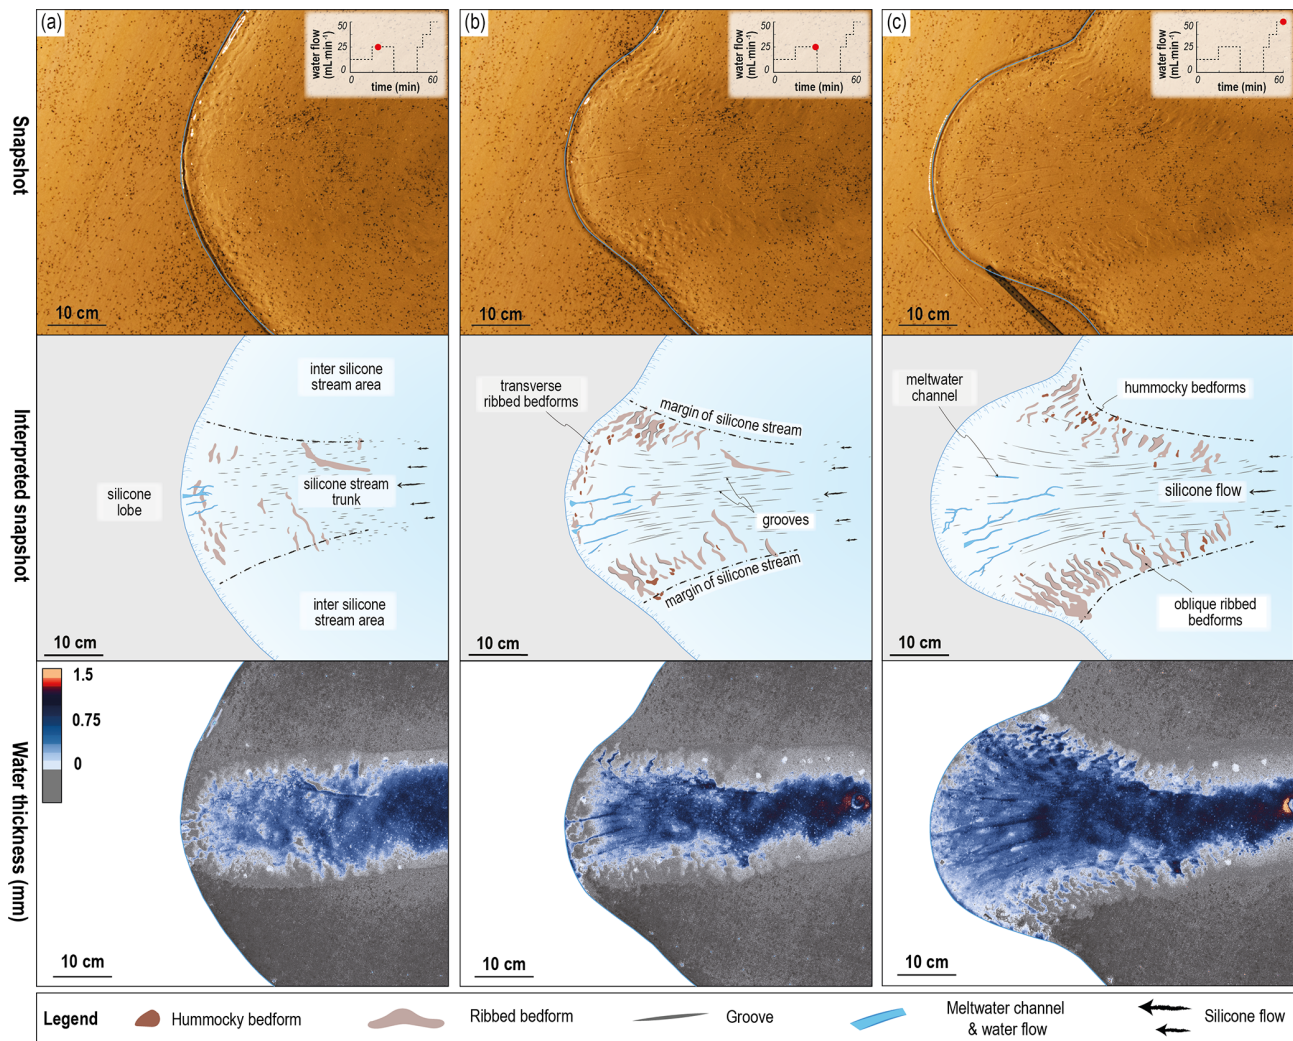 (a)
(b)
(c)
Snapshot
50
25
0
water flow
(mL·min⁻¹)
60
time (min)
10 cm
50
25
0
water flow
(mL·min⁻¹)
60
time (min)
10 cm
50
25
0
water flow
(mL·min⁻¹)
60
time (min)
10 cm
Interpreted snapshot
inter silicone
stream area
silicone
lobe
silicone stream
trunk
inter silicone
stream area
10 cm
transverse
ribbed bedforms
margin of silicone stream
grooves
margin of silicone stream
10 cm
meltwater
channel
hummocky bedforms
silicone flow
oblique ribbed
bedforms
10 cm
Water thickness (mm)
1.5
0.75
0
10 cm
10 cm
10 cm
Legend
Hummocky bedform
Ribbed bedform
Groove
Meltwater channel
& water flow
Silicone flow